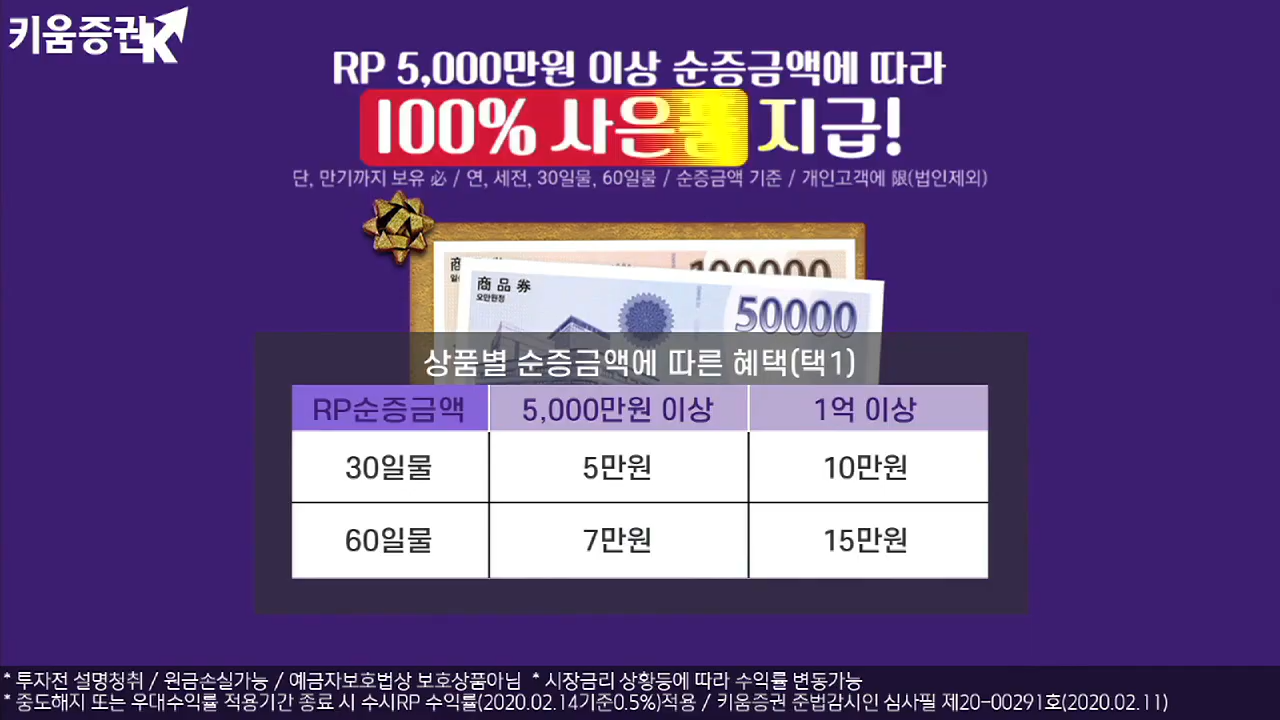 키움증권K
RP 5,000만원 이상 순증금액에 따라
100% 사은품 지급!
단, 만기까지 보유 必 / 연, 세전, 30일물, 60일물 / 순증금액 기준 / 개인고객에 限(법인제외)
100000
商品券
오만원정
50000
상품별 순증금액에 따른 혜택(택1)
RP순증금액 5,000만원 이상 1억 이상
30일물 5만원 10만원
60일물 7만원 15만원
* 투자전 설명청취 / 원금손실가능 / 예금자보호법상 보호상품아님 * 시장금리 상황등에 따라 수익률 변동가능
* 중도해지 또는 우대수익률 적용기간 종료 시 수시RP 수익률(2020.02.14기준0.5%)적용 / 키움증권 준법감시인 심사필 제20-00291호(2020.02.11)